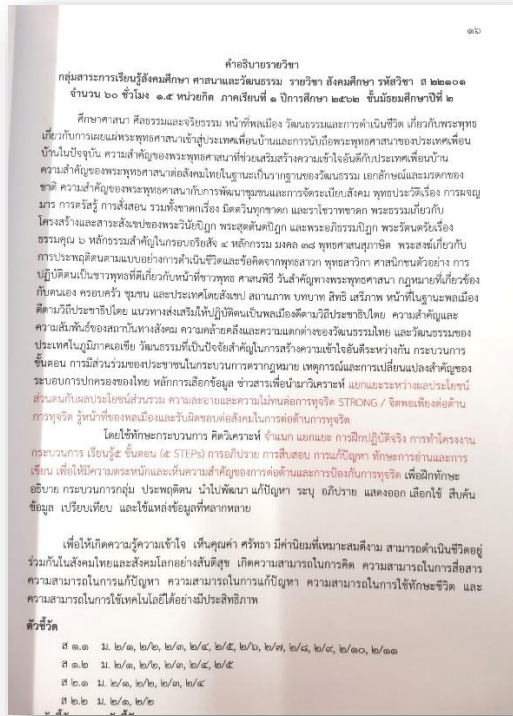 ๑๖
คำอธิบายรายวิชา
กลุ่มสาระการเรียนรู้สังคมศึกษา ศาสนาและวัฒนธรรม รายวิชา สังคมศึกษา รหัสวิชา ส ๒๒๑๐๑
จำนวน ๖๐ ชั่วโมง ๑.๕ หน่วยกิต ภาคเรียนที่ ๑ ปีการศึกษา ๒๕๖๒ ชั้นมัธยมศึกษาปีที่ ๒
ศึกษาศาสนา ศีลธรรมและจริยธรรม หน้าที่พลเมือง วัฒนธรรมและการดำเนินชีวิต เกี่ยวกับพระพุทธ
เกี่ยวกับการเผยแผ่พระพุทธศาสนาเข้าสู่ประเทศเพื่อนบ้านและการนับถือพระพุทธศาสนาของประเทศเพื่อน
บ้านในปัจจุบัน ความสำคัญของพระพุทธศาสนาที่ช่วยเสริมสร้างความเข้าใจอันดีกับประเทศเพื่อนบ้าน
ความสำคัญของพระพุทธศาสนาต่อสังคมไทยในฐานะเป็นรากฐานของวัฒนธรรม เอกลักษณ์และมรดกของ
ชาติ ความสำคัญของพระพุทธศาสนากับการพัฒนาชุมชนและการจัดระเบียบสังคม พุทธประวัติเรื่อง การผจญ
มาร การตรัสรู้ การสั่งสอน รวมทั้งชาดกเรื่อง มิตตวินทุกชาดก และราโชวาทชาดก พระธรรมเกี่ยวกับ
โครงสร้างและสาระสังเขปของพระวินัยปิฎก พระสุตตันตปิฎก และพระอภิธรรมปิฎก พระรัตนตรัยเรื่อง
ธรรมคุณ ๖ หลักธรรมสำคัญในกรอบอริยสัจ ๔ หลักกรรม มงคล ๓๘ พุทธศาสนสุภาษิต พระสงฆ์เกี่ยวกับ
การประพฤติตนตามแบบอย่างการดำเนินชีวิตและข้อคิดจากพุทธสาวก พุทธสาวิกา ศาสนิกชนตัวอย่าง การ
ปฏิบัติตนเป็นชาวพุทธที่ดีเกี่ยวกับหน้าที่ชาวพุทธ ศาสนพิธี วันสำคัญทางพระพุทธศาสนา กฎหมายที่เกี่ยวข้อง
กับตนเอง ครอบครัว ชุมชน และประเทศโดยสังเขป สถานภาพ บทบาท สิทธิ เสรีภาพ หน้าที่ในฐานะพลเมือง
ดีตามวิถีประชาธิปไตย แนวทางส่งเสริมให้ปฏิบัติตนเป็นพลเมืองดีตามวิถีประชาธิปไตย ความสำคัญและ
ความสัมพันธ์ของสถาบันทางสังคม ความคล้ายคลึงและความแตกต่างของวัฒนธรรมไทย และวัฒนธรรมของ
ประเทศในภูมิภาคเอเชีย วัฒนธรรมที่เป็นปัจจัยสำคัญในการสร้างความเข้าใจอันดีระหว่างกัน กระบวนการ
ขั้นตอน การมีส่วนร่วมของประชาชนในกระบวนการตรากฎหมาย เหตุการณ์และการเปลี่ยนแปลงสำคัญของ
ระบอบการปกครองของไทย หลักการเลือกข้อมูล ข่าวสารเพื่อนำมาวิเคราะห์ แยกแยะระหว่างผลประโยชน์
ส่วนตนกับผลประโยชน์ส่วนรวม ความละอายและความไม่ทนต่อการทุจริต STRONG / จิตพอเพียงต่อต้าน
การทุจริต รู้หน้าที่ของพลเมืองและรับผิดชอบต่อสังคมในการต่อต้านการทุจริต
โดยใช้ทักษะกระบวนการ คิดวิเคราะห์ จำแนก แยกแยะ การฝึกปฏิบัติจริง การทำโครงงาน
กระบวนการ เรียนรู้๕ ขั้นตอน (๕ STEPs) การอภิปราย การสืบสอบ การแก้ปัญหา ทักษะการอ่านและการ
เขียน เพื่อให้มีความตระหนักและเห็นความสำคัญของการต่อต้านและการป้องกันการทุจริต เพื่อฝึกทักษะ
อธิบาย กระบวนการกลุ่ม ประพฤติตน นำไปพัฒนา แก้ปัญหา ระบุ อภิปราย แสดงออก เลือกใช้ สืบค้น
ข้อมูล เปรียบเทียบ และใช้แหล่งข้อมูลที่หลากหลาย
เพื่อให้เกิดความรู้ความเข้าใจ เห็นคุณค่า ศรัทธา มีค่านิยมที่เหมาะสมดีงาม สามารถดำเนินชีวิตอยู่
ร่วมกันในสังคมไทยและสังคมโลกอย่างสันติสุข เกิดความสามารถในการคิด ความสามารถในการสื่อสาร
ความสามารถในการแก้ปัญหา ความสามารถในการแก้ปัญหา ความสามารถในการใช้ทักษะชีวิต และ
ความสามารถในการใช้เทคโนโลยีได้อย่างมีประสิทธิภาพ
ตัวชี้วัด
ส ๑.๑ ม. ๒/๑, ๒/๒, ๒/๓, ๒/๔, ๒/๕, ๒/๖, ๒/๗, ๒/๘, ๒/๙, ๒/๑๐, ๒/๑๑
ส ๑.๒ ม. ๒/๑, ๒/๒, ๒/๓, ๒/๔, ๒/๕
ส ๒.๑ ม. ๒/๑, ๒/๒, ๒/๓, ๒/๔
ส ๒.๒ ม. ๒/๑, ๒/๒